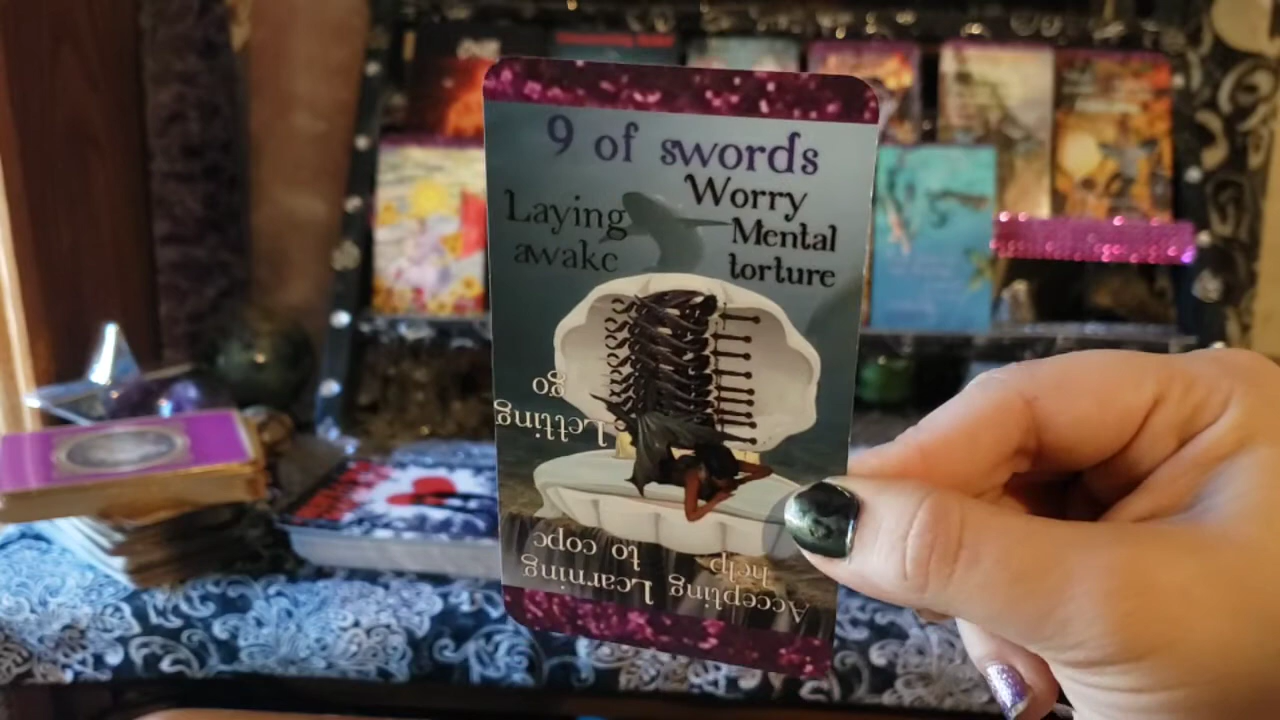 9 of swords
Worry
Laying
Mental
awake
torture
Letting
go
Learning
to cope
Accepting
help